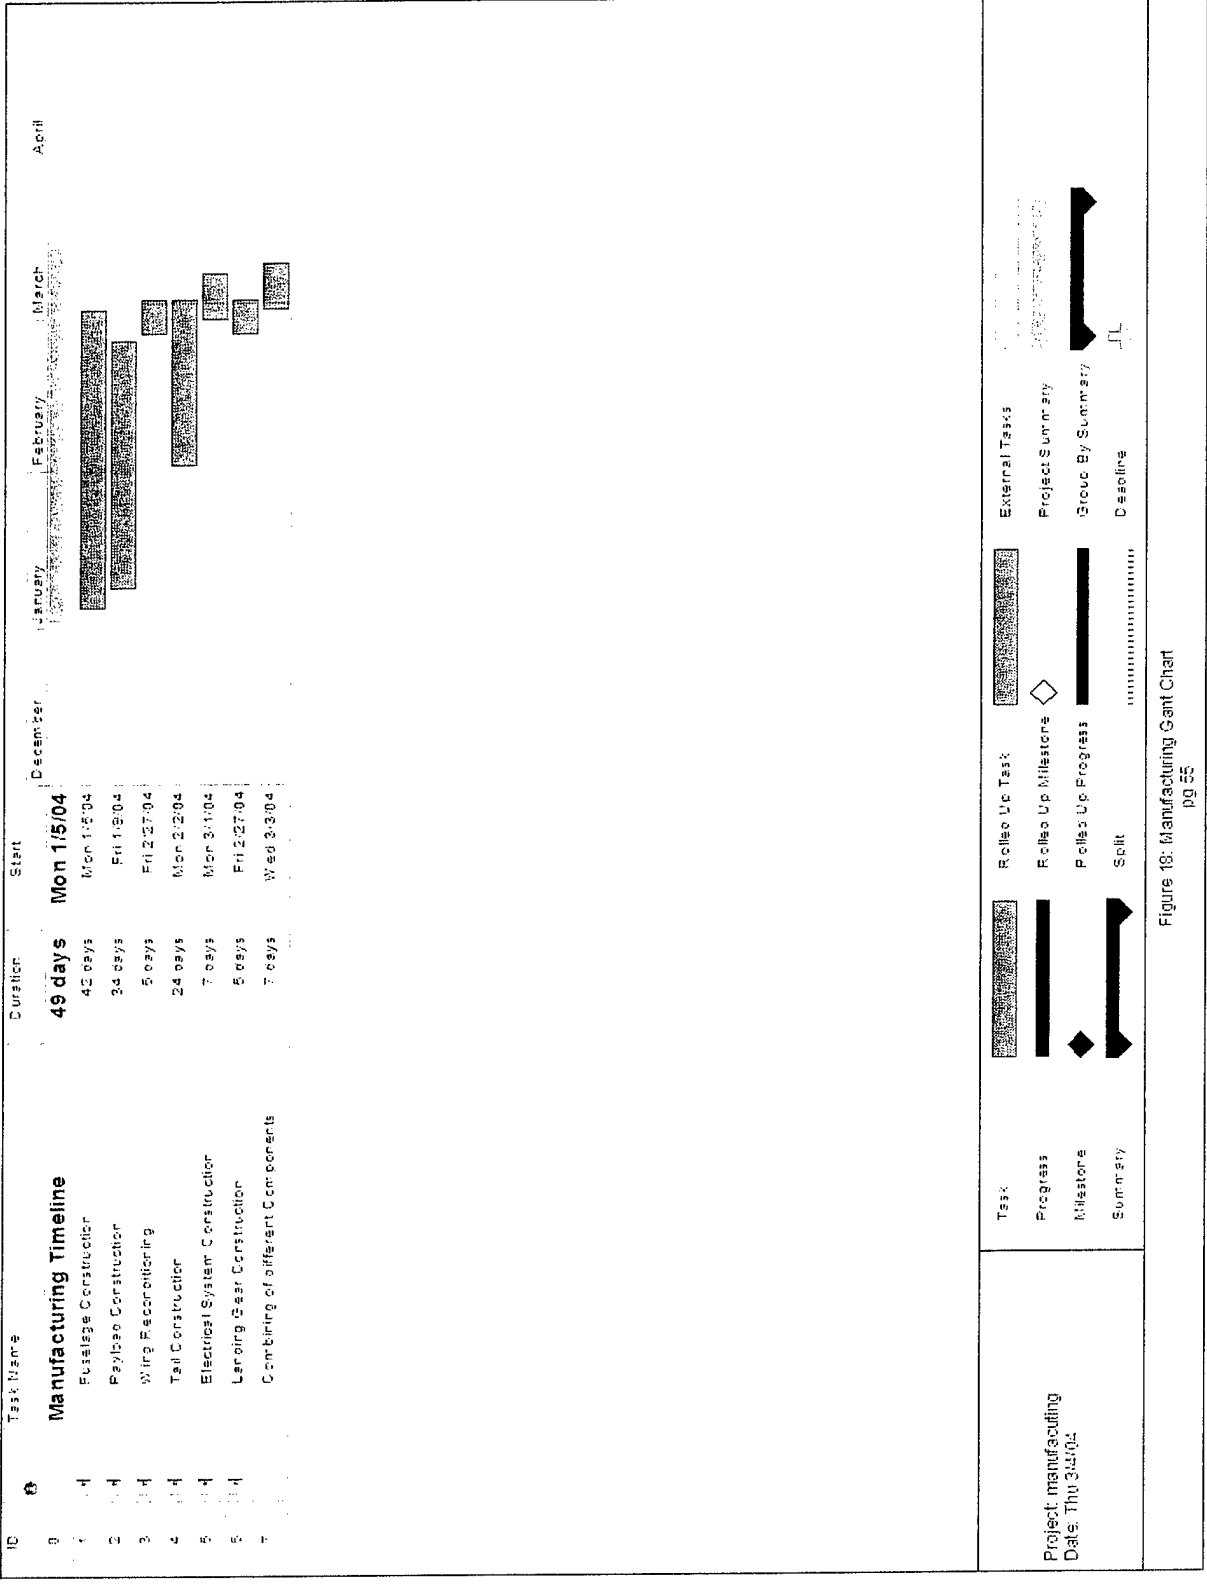 ID Task Name Duration Start December January February March April
0 Manufacturing Timeline 49 days Mon 1/5/04
1 Fuselage Construction 42 days Mon 1/5/04
2 Payload Construction 34 days Fri 1/9/04
3 Wing Reconditioning 5 days Fri 2/27/04
4 Tail Construction 24 days Mon 2/2/04
5 Electrical System Construction 7 days Mon 3/1/04
6 Landing Gear Construction 5 days Fri 2/27/04
7 Combining of different Components 7 days Wed 3/3/04
Project: manufacuting
Date: Thu 3/4/04
Task
Progress
Milestone
Summary
Rolled Up Task
Rolled Up Milestone
Rolled Up Progress
Split
External Tasks
Project Summary
Group By Summary
Deadline
Figure 18: Manufacturing Gant Chart
pg 55